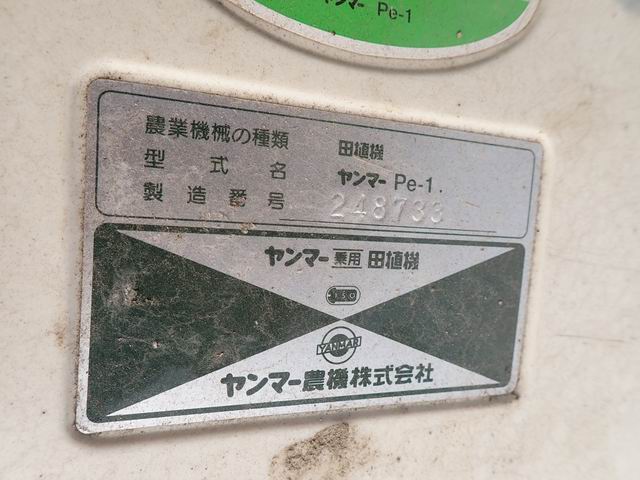 ヤンマー Pe-1
農業機械の種類 田植機
型式名 ヤンマー Pe-1.
製造番号 248733
ヤンマー乗用田植機
YANMAR
ヤンマー農機株式会社